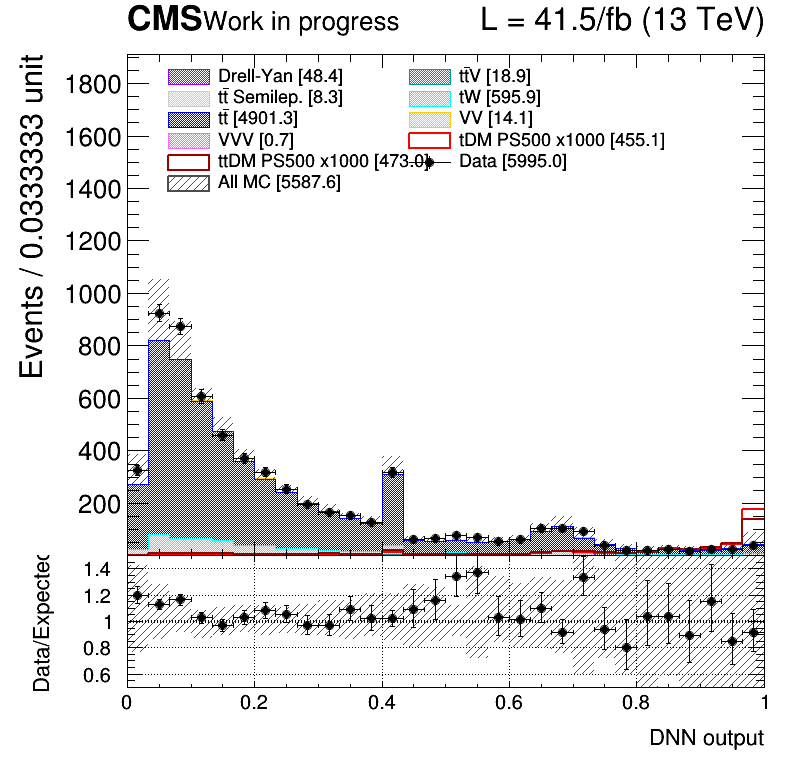 CMS Work in progress L = 41.5/fb (13 TeV)
Events / 0.0333333 unit
1800
1600
1400
1200
1000
800
600
400
200
Drell-Yan [48.4] tt̄V [18.9]
tt̄ Semilep. [8.3] tW [595.9]
tt̄ [4901.3] VV [14.1]
VVV [0.7] tDM PS500 x1000 [455.1]
ttDM PS500 x1000 [473.0] Data [5995.0]
All MC [5587.6]
Data/Expected
1.4
1.2
1
0.8
0.6
0 0.2 0.4 0.6 0.8 1
DNN output